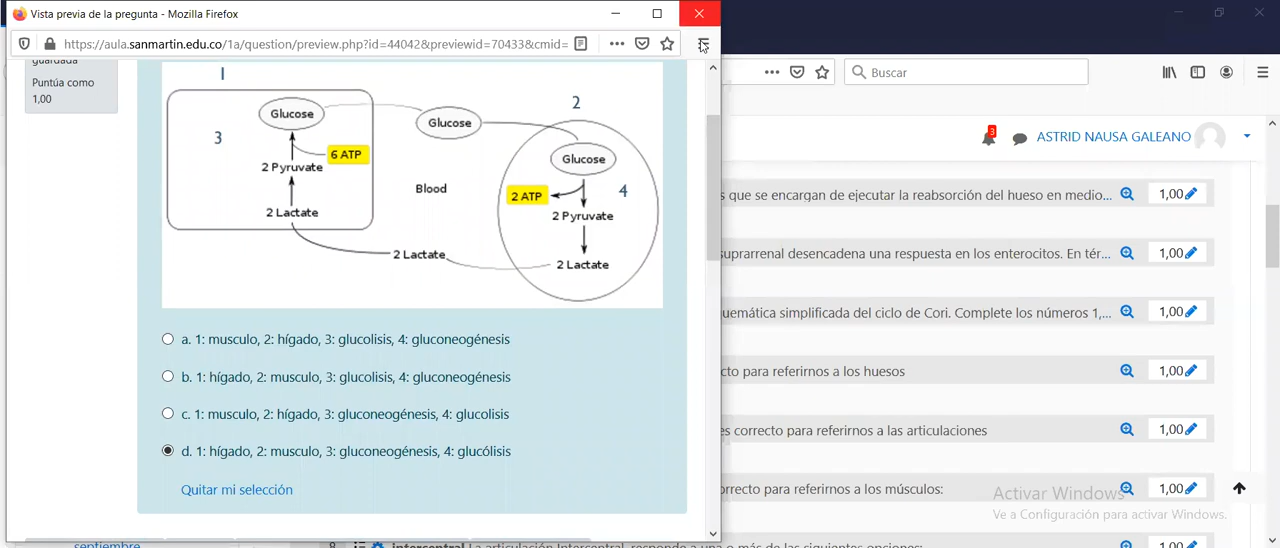 Vista previa de la pregunta - Mozilla Firefox
https://aula.sanmartin.edu.co/1a/question/preview.php?id=44042&previewid=70433&cmid=
guardada
Puntúa como
1,00
1
2
3
4
Glucose
6 ATP
2 Pyruvate
2 Lactate
Glucose
Blood
2 Lactate
Glucose
2 ATP
2 Pyruvate
2 Lactate
a. 1: musculo, 2: hígado, 3: glucolisis, 4: gluconeogénesis
b. 1: hígado, 2: musculo, 3: glucolisis, 4: gluconeogénesis
c. 1: musculo, 2: hígado, 3: gluconeogénesis, 4: glucolisis
d. 1: hígado, 2: musculo, 3: gluconeogénesis, 4: glucólisis
Quitar mi selección
Buscar
3
ASTRID NAUSA GALEANO
s que se encargan de ejecutar la reabsorción del hueso en medio... 1,00
suprarrenal desencadena una respuesta en los enterocitos. En tér... 1,00
uemática simplificada del ciclo de Cori. Complete los números 1,... 1,00
cto para referirnos a los huesos 1,00
es correcto para referirnos a las articulaciones 1,00
orrecto para referirnos a los músculos: 1,00
Activar Windows
Ve a Configuración para activar Windows.
septiembre
8 intercentral La articulación Intercentral, responde a una o más de las siguientes opciones: 1,00